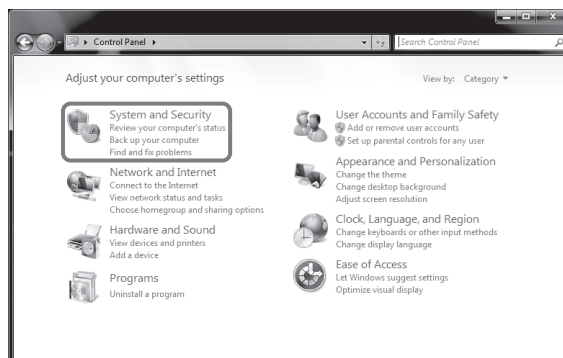 Control Panel
Search Control Panel
Adjust your computer's settings
View by: Category
System and Security
Review your computer's status
Back up your computer
Find and fix problems
Network and Internet
Connect to the Internet
View network status and tasks
Choose homegroup and sharing options
Hardware and Sound
View devices and printers
Add a device
Programs
Uninstall a program
User Accounts and Family Safety
Add or remove user accounts
Set up parental controls for any user
Appearance and Personalization
Change the theme
Change desktop background
Adjust screen resolution
Clock, Language, and Region
Change keyboards or other input methods
Change display language
Ease of Access
Let Windows suggest settings
Optimize visual display